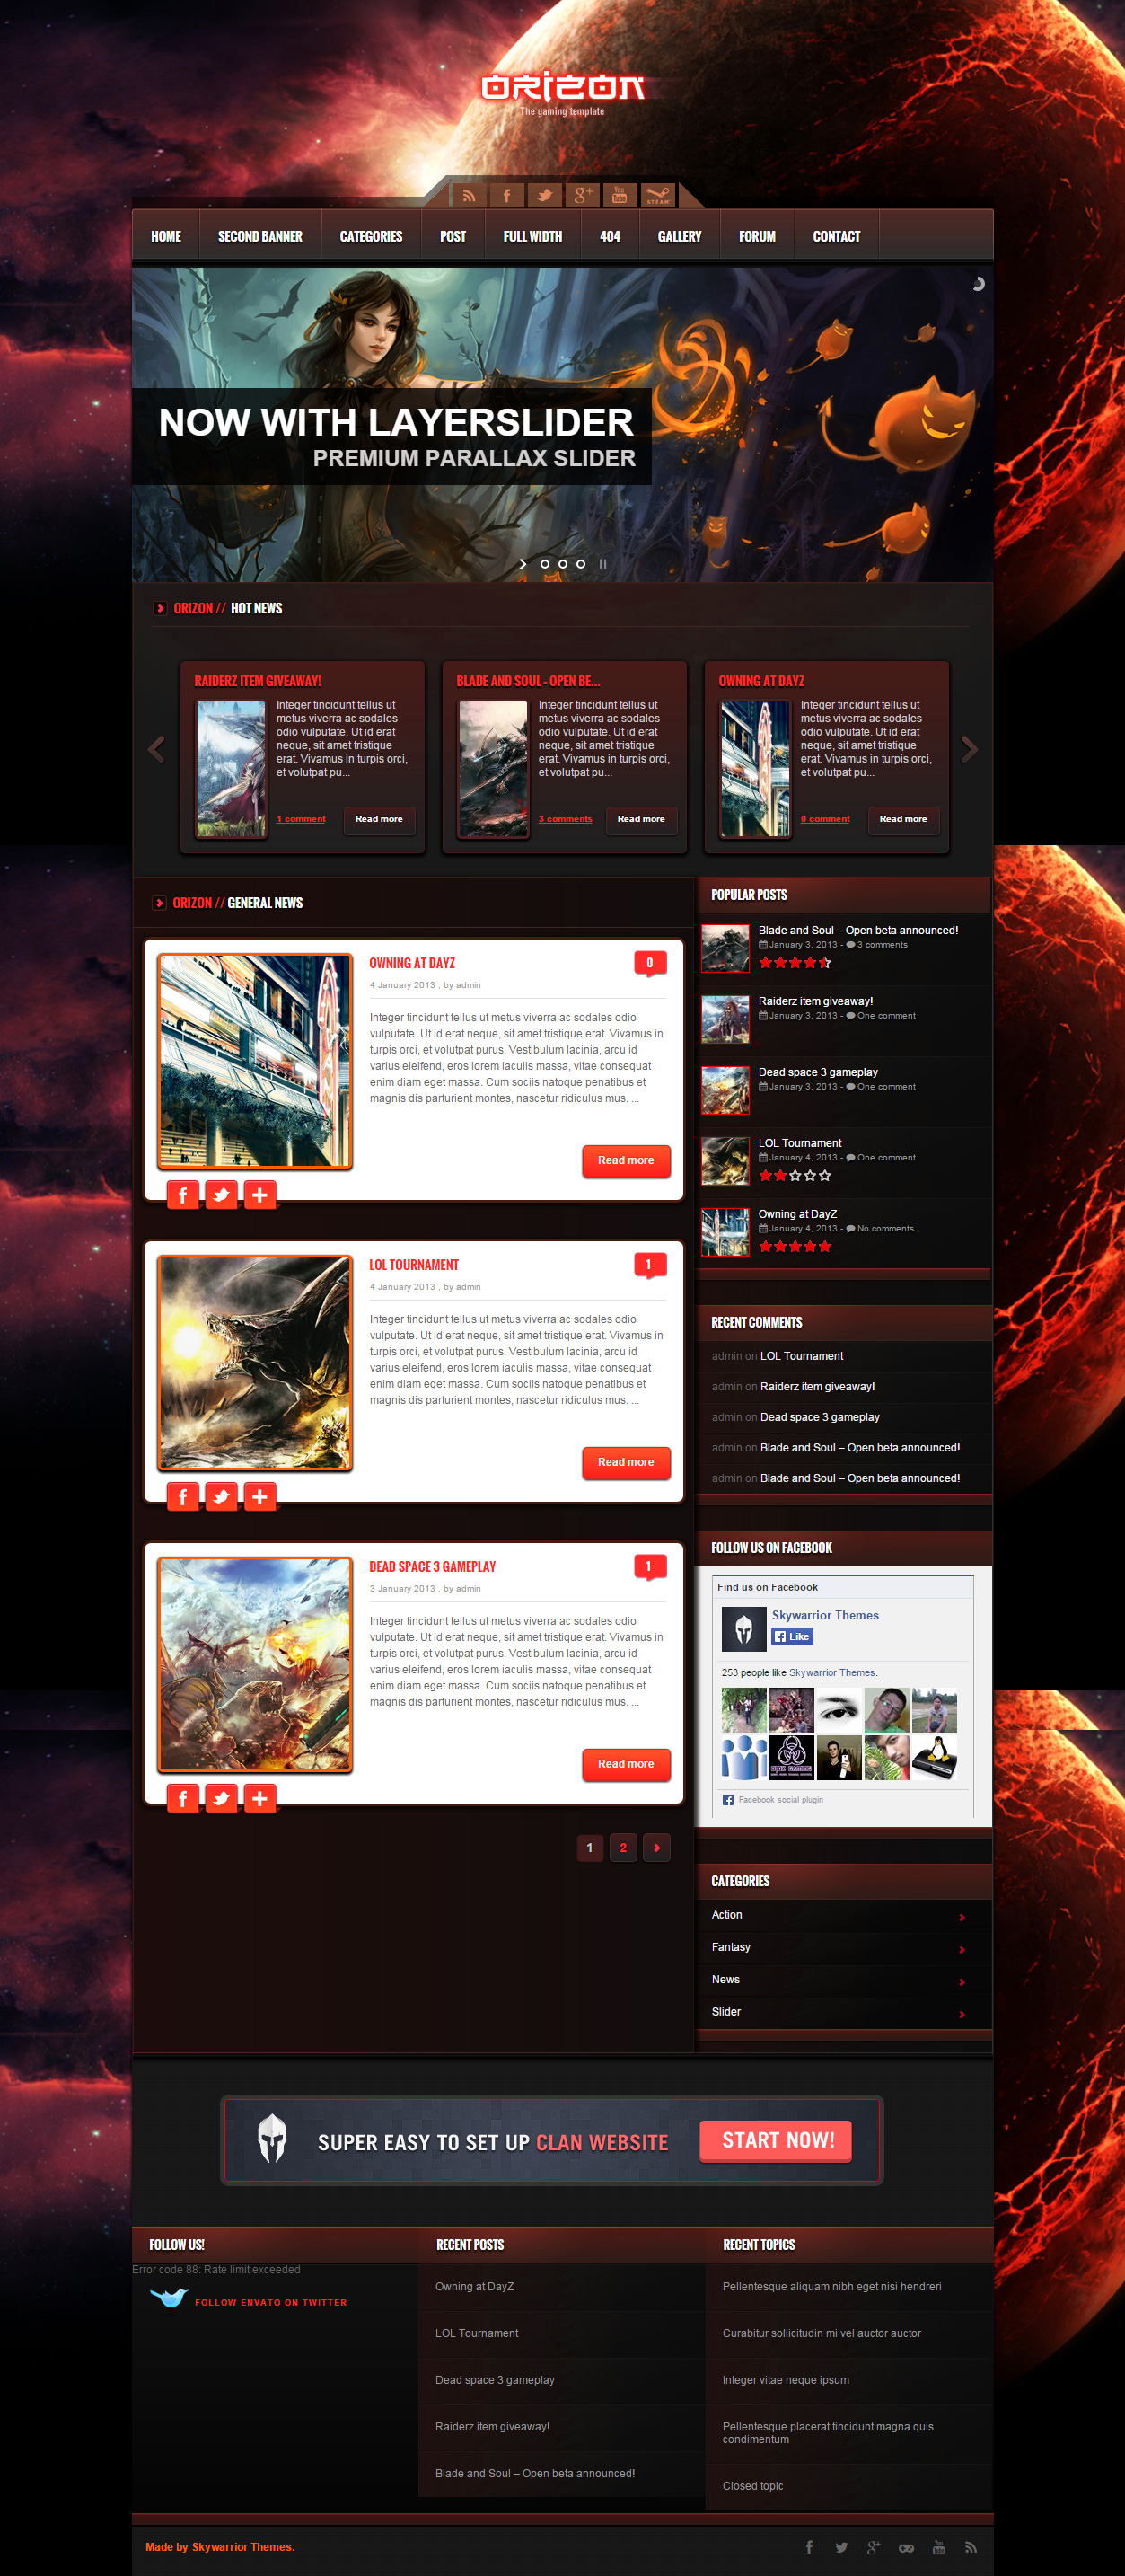 ORIZON
The gaming template
You Tube
STEAM
HOME SECOND BANNER CATEGORIES POST FULL WIDTH 404 GALLERY FORUM CONTACT
NOW WITH LAYERSLIDER
PREMIUM PARALLAX SLIDER
ORIZON // HOT NEWS
RAIDERZ ITEM GIVEAWAY!
Integer tincidunt tellus ut
metus viverra ac sodales
odio vulputate. Ut id erat
neque, sit amet tristique
erat. Vivamus in turpis orci,
et volutpat pu...
1 comment
Read more
BLADE AND SOUL - OPEN BE...
Integer tincidunt tellus ut
metus viverra ac sodales
odio vulputate. Ut id erat
neque, sit amet tristique
erat. Vivamus in turpis orci,
et volutpat pu...
3 comments
Read more
OWNING AT DAYZ
Integer tincidunt tellus ut
metus viverra ac sodales
odio vulputate. Ut id erat
neque, sit amet tristique
erat. Vivamus in turpis orci,
et volutpat pu...
0 comment
Read more
ORIZON // GENERAL NEWS
OWNING AT DAYZ
0
4 January 2013 , by admin
Integer tincidunt tellus ut metus viverra ac sodales odio
vulputate. Ut id erat neque, sit amet tristique erat. Vivamus in
turpis orci, et volutpat purus. Vestibulum lacinia, arcu id
varius eleifend, eros lorem iaculis massa, vitae consequat
enim diam eget massa. Cum sociis natoque penatibus et
magnis dis parturient montes, nascetur ridiculus mus. ...
Read more
LOL TOURNAMENT
1
4 January 2013 , by admin
Integer tincidunt tellus ut metus viverra ac sodales odio
vulputate. Ut id erat neque, sit amet tristique erat. Vivamus in
turpis orci, et volutpat purus. Vestibulum lacinia, arcu id
varius eleifend, eros lorem iaculis massa, vitae consequat
enim diam eget massa. Cum sociis natoque penatibus et
magnis dis parturient montes, nascetur ridiculus mus. ...
Read more
DEAD SPACE 3 GAMEPLAY
1
3 January 2013 , by admin
Integer tincidunt tellus ut metus viverra ac sodales odio
vulputate. Ut id erat neque, sit amet tristique erat. Vivamus in
turpis orci, et volutpat purus. Vestibulum lacinia, arcu id
varius eleifend, eros lorem iaculis massa, vitae consequat
enim diam eget massa. Cum sociis natoque penatibus et
magnis dis parturient montes, nascetur ridiculus mus. ...
Read more
1 2
POPULAR POSTS
Blade and Soul – Open beta announced!
January 3, 2013 - 3 comments
Raiderz item giveaway!
January 3, 2013 - One comment
Dead space 3 gameplay
January 3, 2013 - One comment
LOL Tournament
January 4, 2013 - One comment
Owning at DayZ
January 4, 2013 - No comments
RECENT COMMENTS
admin on LOL Tournament
admin on Raiderz item giveaway!
admin on Dead space 3 gameplay
admin on Blade and Soul – Open beta announced!
admin on Blade and Soul – Open beta announced!
FOLLOW US ON FACEBOOK
Find us on Facebook
Skywarrior Themes
Like
253 people like Skywarrior Themes.
Facebook social plugin
CATEGORIES
Action
Fantasy
News
Slider
SUPER EASY TO SET UP CLAN WEBSITE
START NOW!
FOLLOW US!
Error code 88: Rate limit exceeded
FOLLOW ENVATO ON TWITTER
RECENT POSTS
Owning at DayZ
LOL Tournament
Dead space 3 gameplay
Raiderz item giveaway!
Blade and Soul – Open beta announced!
RECENT TOPICS
Pellentesque aliquam nibh eget nisi hendreri
Curabitur sollicitudin mi vel auctor auctor
Integer vitae neque ipsum
Pellentesque placerat tincidunt magna quis
condimentum
Closed topic
Made by Skywarrior Themes.